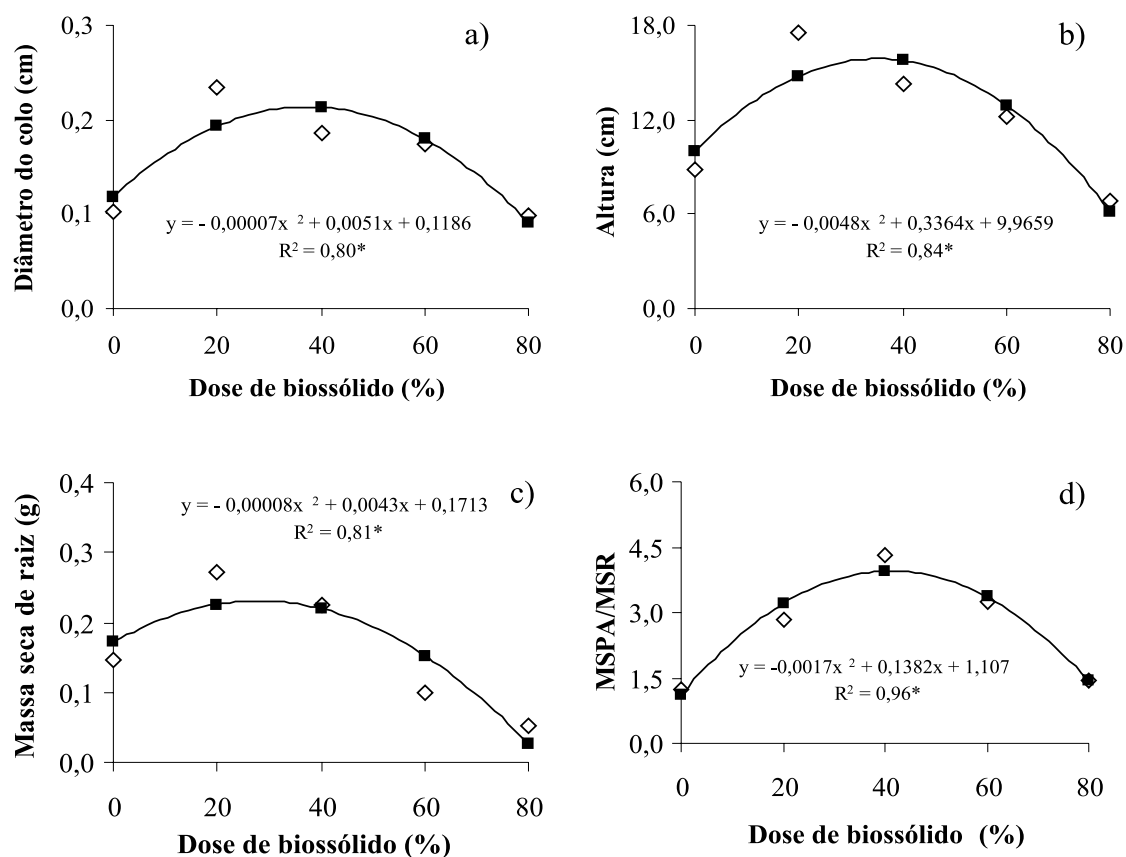 a)
Diâmetro do colo (cm)
0,3
0,2
0,1
0,0
y = - 0,00007x ² + 0,0051x + 0,1186
R² = 0,80*
0 20 40 60 80
Dose de biossólido (%)
b)
Altura (cm)
18,0
12,0
6,0
0,0
y = -0,0048x ² + 0,3364x + 9,9659
R² = 0,84*
0 20 40 60 80
Dose de biossólido (%)
c)
Massa seca de raiz (g)
0,4
0,3
0,2
0,1
0,0
y = - 0,00008x ² + 0,0043x + 0,1713
R² = 0,81*
0 20 40 60 80
Dose de biossólido (%)
d)
MSPA/MSR
6,0
4,5
3,0
1,5
0,0
y = -0,0017x ² + 0,1382x + 1,107
R² = 0,96*
0 20 40 60 80
Dose de biossólido (%)